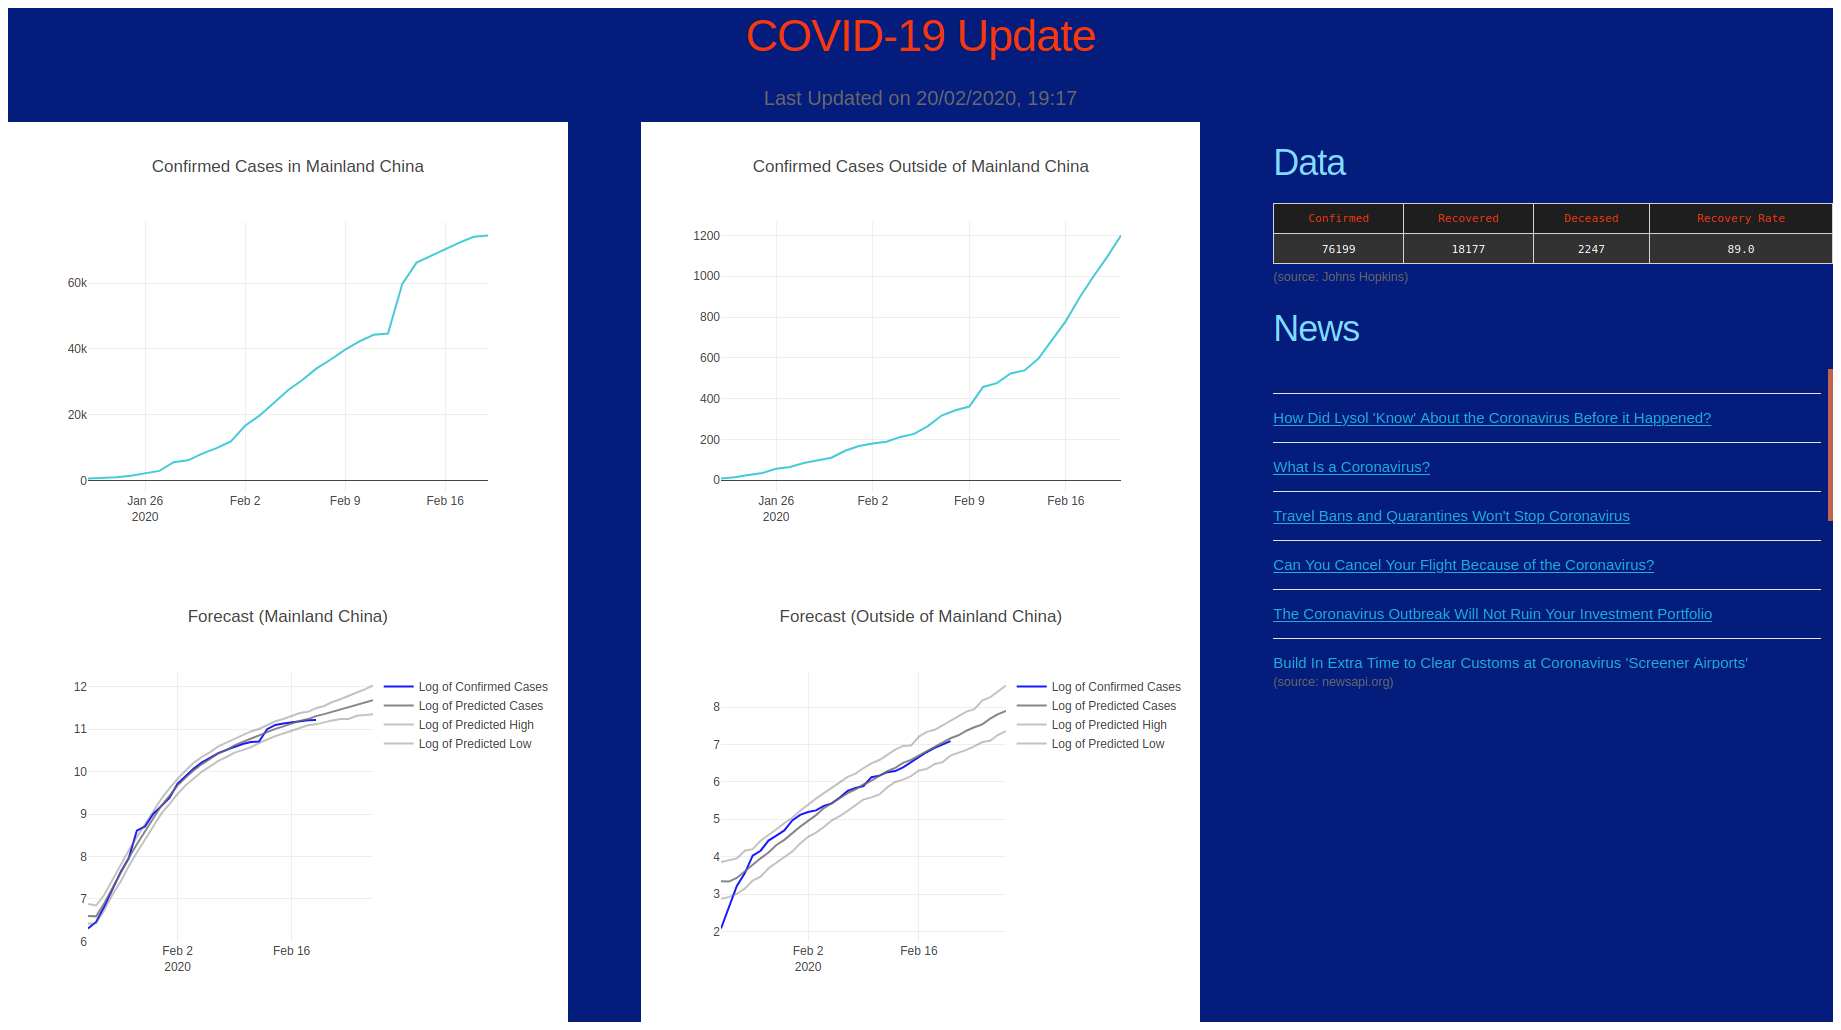 COVID-19 Update
Last Updated on 20/02/2020, 19:17
Confirmed Cases in Mainland China
60k
40k
20k
0
Jan 26
2020
Feb 2
Feb 9
Feb 16
Confirmed Cases Outside of Mainland China
1200
1000
800
600
400
200
0
Jan 26
2020
Feb 2
Feb 9
Feb 16
Forecast (Mainland China)
12
11
10
9
8
7
6
Feb 2
2020
Feb 16
Log of Confirmed Cases
Log of Predicted Cases
Log of Predicted High
Log of Predicted Low
Forecast (Outside of Mainland China)
8
7
6
5
4
3
2
Feb 2
2020
Feb 16
Log of Confirmed Cases
Log of Predicted Cases
Log of Predicted High
Log of Predicted Low
Data
Confirmed Recovered Deceased Recovery Rate
76199 18177 2247 89.0
(source: Johns Hopkins)
News
How Did Lysol 'Know' About the Coronavirus Before it Happened?
What Is a Coronavirus?
Travel Bans and Quarantines Won't Stop Coronavirus
Can You Cancel Your Flight Because of the Coronavirus?
The Coronavirus Outbreak Will Not Ruin Your Investment Portfolio
Build In Extra Time to Clear Customs at Coronavirus 'Screener Airports'
(source: newsapi.org)